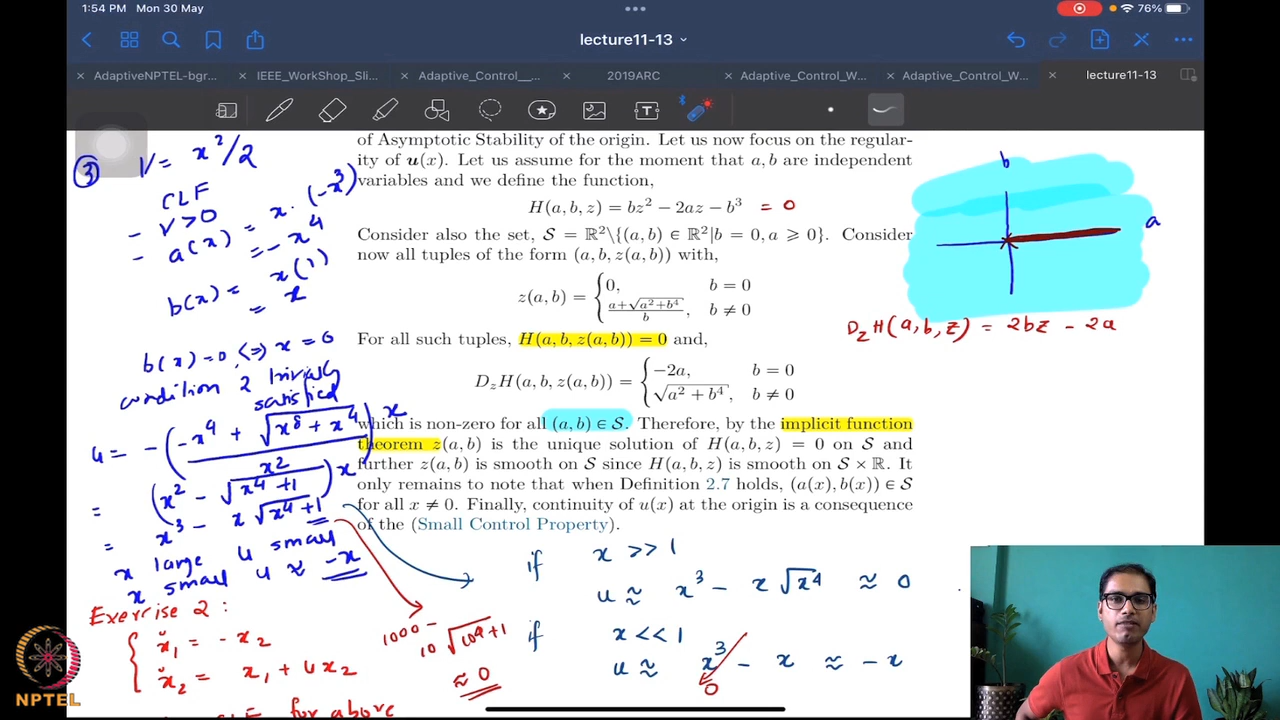 1:54 PM Mon 30 May
76%
lecture11-13
AdaptiveNPTEL-bgr...
IEEE_WorkShop_Sli...
Adaptive_Control__...
2019ARC
Adaptive_Control_W...
Adaptive_Control_W...
lecture11-13
of Asymptotic Stability of the origin. Let us now focus on the regular-
ity of u(x). Let us assume for the moment that a, b are independent
variables and we define the function,
H(a, b, z) = bz² − 2az − b³ = 0
Consider also the set, S = ℝ²\{(a, b) ∈ ℝ²|b = 0, a ⩾ 0}. Consider
now all tuples of the form (a, b, z(a, b)) with,
z(a, b) = { 0, b = 0
(a+√(a²+b⁴))/b, b ≠ 0
For all such tuples, H(a, b, z(a, b)) = 0 and,
D_zH(a, b, z(a, b)) = { −2a, b = 0
√(a² + b⁴), b ≠ 0
which is non-zero for all (a, b) ∈ S. Therefore, by the implicit function
theorem z(a, b) is the unique solution of H(a, b, z) = 0 on S and
further z(a, b) is smooth on S since H(a, b, z) is smooth on S × ℝ. It
only remains to note that when Definition 2.7 holds, (a(x), b(x)) ∈ S
for all x ≠ 0. Finally, continuity of u(x) at the origin is a consequence
of the (Small Control Property).
③ V = x²/2
CLF
- V > 0
- a(x) = x·(-x³)
= -x⁴
b(x) = x(1)
= x
b(x)=0 <=> x = 0
condition 2 trivially
satisfied
u = -((-x⁴ + √(x⁸ + x⁴))/x²) x
= (x² - √(x⁴+1)) x
= x³ - x√(x⁴+1)
x large u small
x small u ≈ -x
Exercise 2 :
{ ẋ₁ = -x₂
ẋ₂ = x₁ + u x₂
CLF for above
1000 -
10 √(10⁴+1)
≈ 0
if x >> 1
u ≈ x³ - x √x⁴ ≈ 0
if x << 1
u ≈ x³ - x ≈ -x
0
b
a
D_z H(a, b, z) = 2bz - 2a
NPTEL